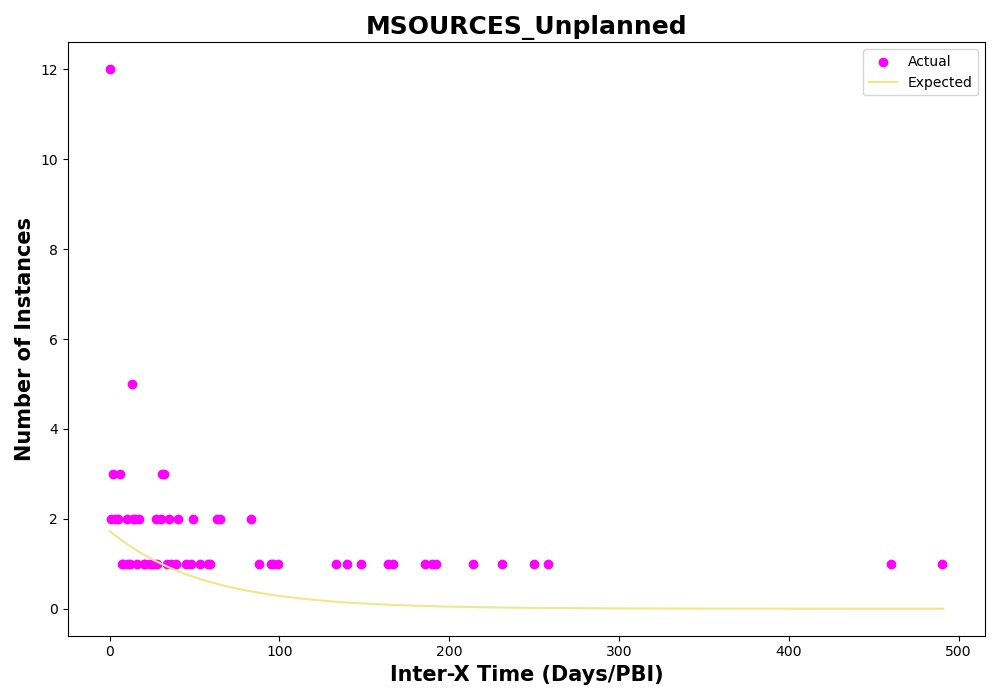 MSOURCES_Unplanned
Actual
Expected
12
10
8
6
4
2
0
Number of Instances
0
100
200
300
400
500
Inter-X Time (Days/PBI)